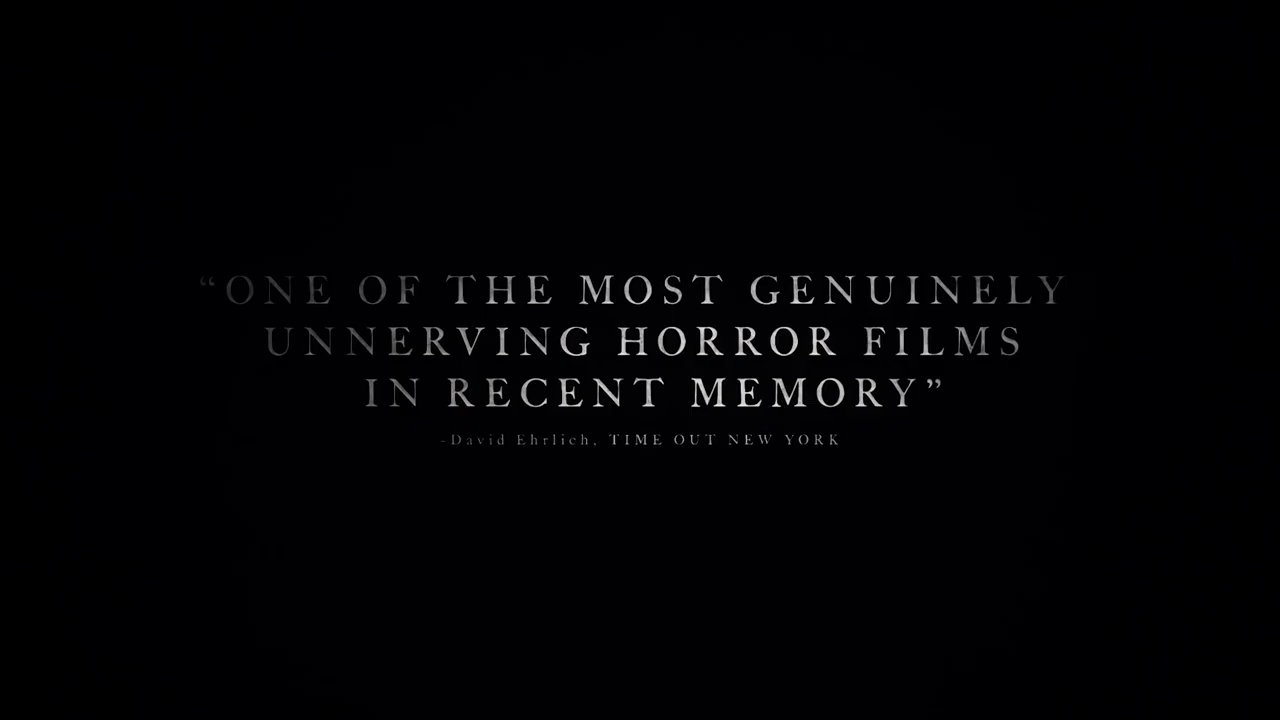 “ONE OF THE MOST GENUINELY
UNNERVING HORROR FILMS
IN RECENT MEMORY”
-David Ehrlich, TIME OUT NEW YORK